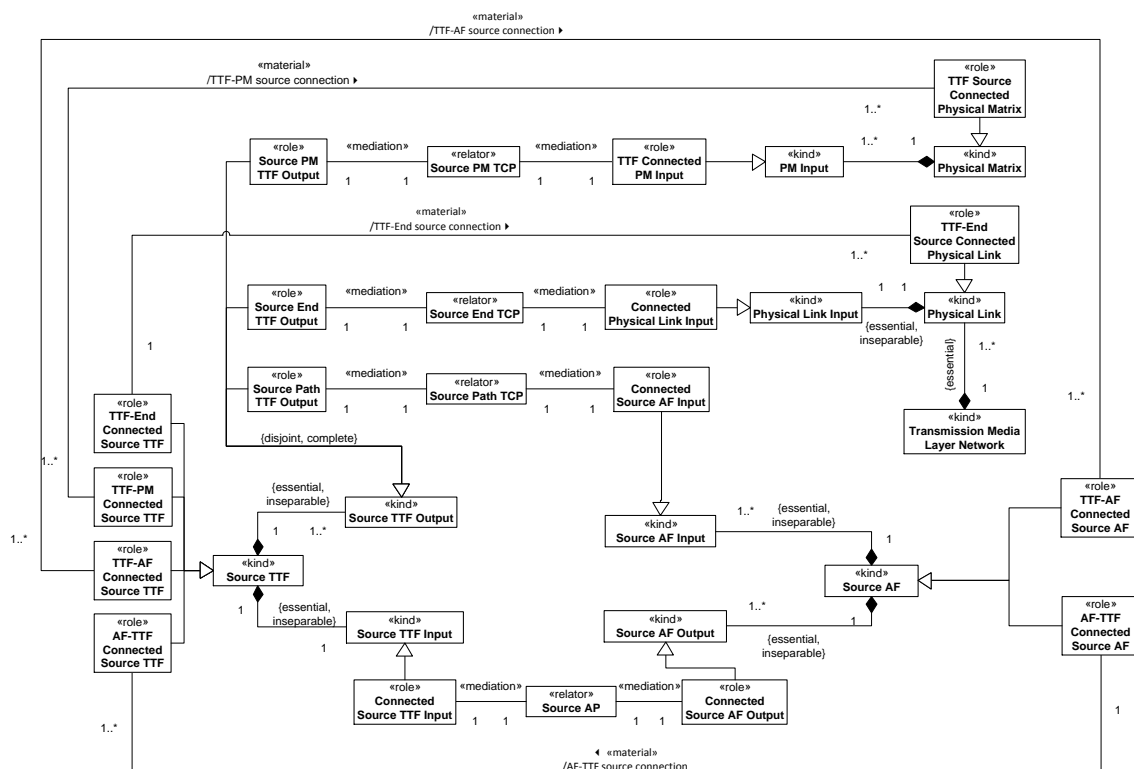 «material»
/TTF-AF source connection
«material»
/TTF-PM source connection
«role»
TTF Source
Connected
Physical Matrix
1..*
«role»
Source PM
TTF Output
«mediation»
1 1
«relator»
Source PM TCP
«mediation»
1 1
«role»
TTF Connected
PM Input
«kind»
PM Input
1..* 1
«kind»
Physical Matrix
«material»
/TTF-End source connection
«role»
TTF-End
Source Connected
Physical Link
1..*
«role»
Source End
TTF Output
«mediation»
1 1
«relator»
Source End TCP
«mediation»
1 1
«role»
Connected
Physical Link Input
«kind»
Physical Link Input
1 1
{essential,
inseparable}
«kind»
Physical Link
1..*
{essential}
1
«kind»
Transmission Media
Layer Network
1
«role»
Source Path
TTF Output
«mediation»
1 1
«relator»
Source Path TCP
«mediation»
1 1
«role»
Connected
Source AF Input
1..*
«role»
TTF-End
Connected
Source TTF
{disjoint, complete}
1..*
«role»
TTF-PM
Connected
Source TTF
{essential,
inseparable}
1 1..*
«kind»
Source TTF Output
«kind»
Source AF Input
1..*
{essential,
inseparable}
1
«role»
TTF-AF
Connected
Source AF
1..*
«role»
TTF-AF
Connected
Source TTF
«kind»
Source TTF
«kind»
Source AF
«role»
AF-TTF
Connected
Source TTF
1
{essential,
inseparable}
1
«kind»
Source TTF Input
«kind»
Source AF Output
1..*
{essential,
inseparable}
1
«role»
AF-TTF
Connected
Source AF
«role»
Connected
Source TTF Input
«mediation»
1 1
«relator»
Source AP
«mediation»
1 1
«role»
Connected
Source AF Output
1..*
1
«material»
/AF-TTF source connection